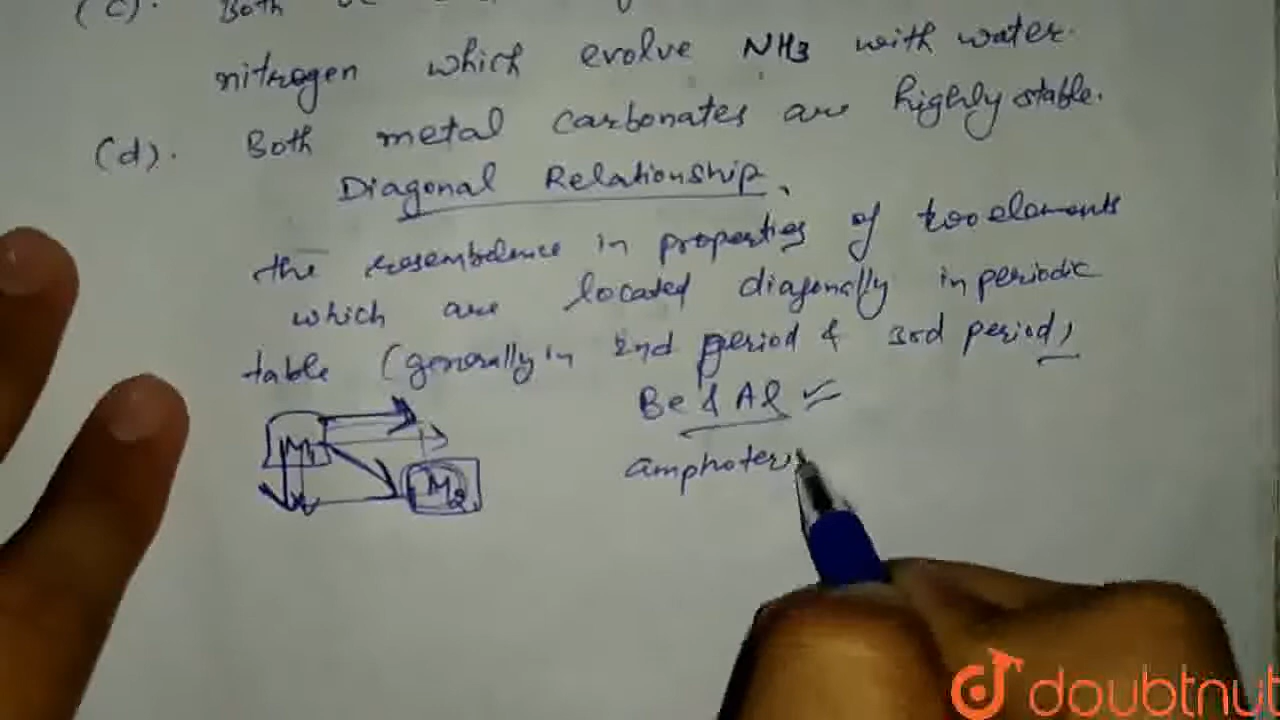 (c). Both
nitrogen which evolve NH3 with water.
(d). Both metal carbonates are highly stable.
Diagonal Relationship.
the resemblence in properties of two elements
which are located diagonally in periodic
table (generally in 2nd period & 3rd period)
Be & Al
amphoter
M1
M2
doubtnut